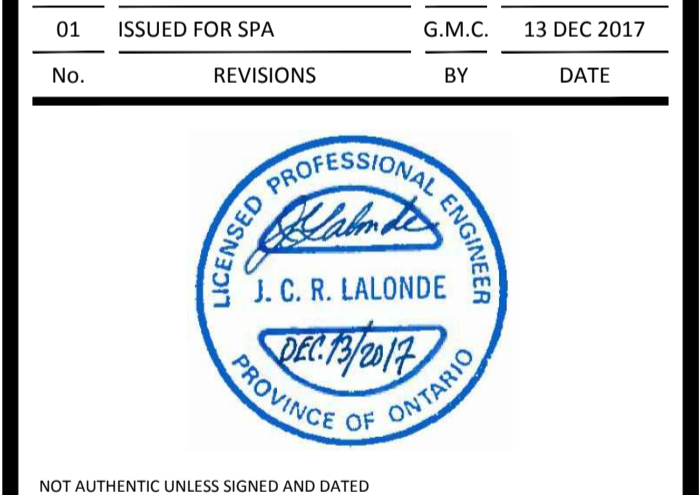 01 ISSUED FOR SPA G.M.C. 13 DEC 2017
No. REVISIONS BY DATE
LICENSED PROFESSIONAL ENGINEER
JLalonde
J. C. R. LALONDE
DEC. 13/2017
PROVINCE OF ONTARIO
NOT AUTHENTIC UNLESS SIGNED AND DATED